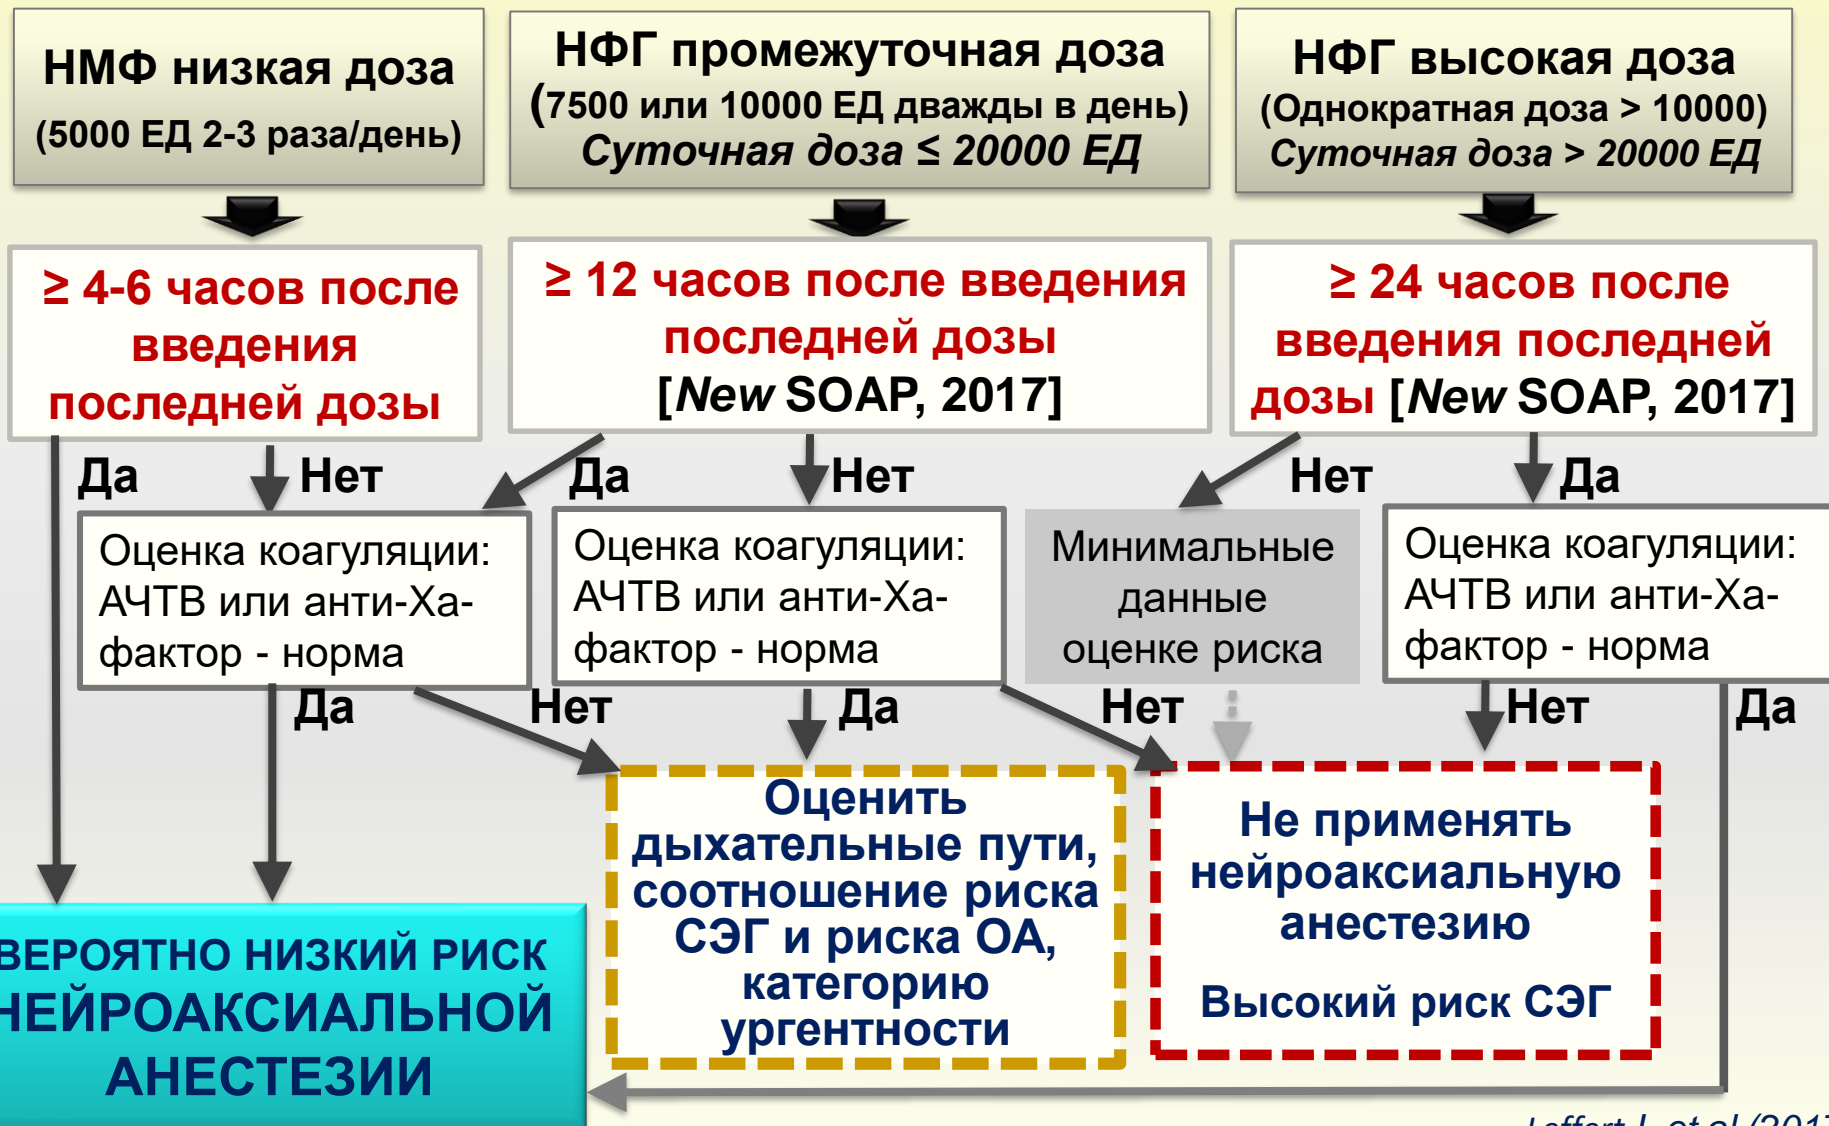 НМФ низкая доза
(5000 ЕД 2-3 раза/день)
НФГ промежуточная доза
(7500 или 10000 ЕД дважды в день)
Суточная доза ≤ 20000 ЕД
НФГ высокая доза
(Однократная доза > 10000)
Суточная доза > 20000 ЕД
≥ 4-6 часов после
введения
последней дозы
≥ 12 часов после введения
последней дозы
[New SOAP, 2017]
≥ 24 часов после
введения последней
дозы [New SOAP, 2017]
Да
Нет
Да
Нет
Нет
Да
Оценка коагуляции:
АЧТВ или анти-Ха-
фактор - норма
Оценка коагуляции:
АЧТВ или анти-Ха-
фактор - норма
Минимальные
данные
оценке риска
Оценка коагуляции:
АЧТВ или анти-Ха-
фактор - норма
Да
Нет
Да
Нет
Нет
Да
Оценить
дыхательные пути,
соотношение риска
СЭГ и риска ОА,
категорию
ургентности
Не применять
нейроаксиальную
анестезию
Высокий риск СЭГ
ВЕРОЯТНО НИЗКИЙ РИСК
НЕЙРОАКСИАЛЬНОЙ
АНЕСТЕЗИИ
Leffert L et al (2017